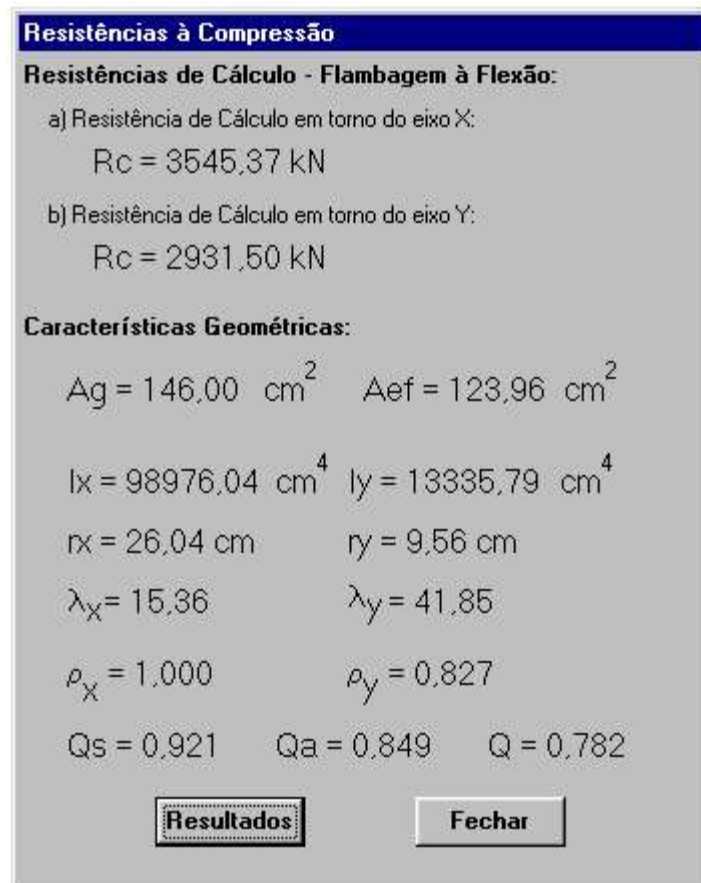 Resistências à Compressão
Resistências de Cálculo - Flambagem à Flexão:
a) Resistência de Cálculo em torno do eixo X:
Rc = 3545,37 kN
b) Resistência de Cálculo em torno do eixo Y:
Rc = 2931,50 kN
Características Geométricas:
Ag = 146,00 cm² Aef = 123,96 cm²
Ix = 98976,04 cm⁴ Iy = 13335,79 cm⁴
rx = 26,04 cm ry = 9,56 cm
λx= 15,36 λy = 41,85
ρx = 1,000 ρy = 0,827
Qs = 0,921 Qa = 0,849 Q = 0,782
Resultados Fechar